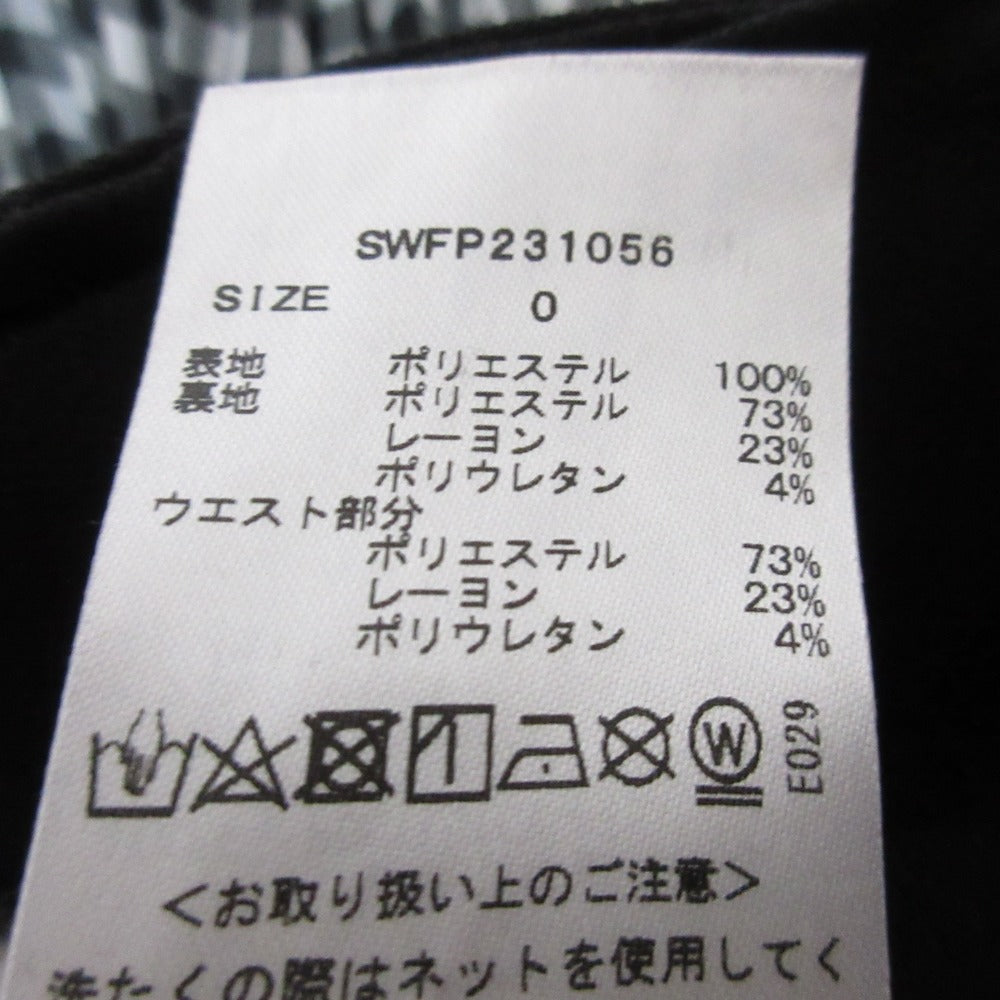 SWFP231056
SIZE 0
表地 ポリエステル 100%
裏地 ポリエステル 73%
レーヨン 23%
ポリウレタン 4%
ウエスト部分
ポリエステル 73%
レーヨン 23%
ポリウレタン 4%
W E029
<お取り扱い上のご注意>
洗たくの際はネットを使用してく